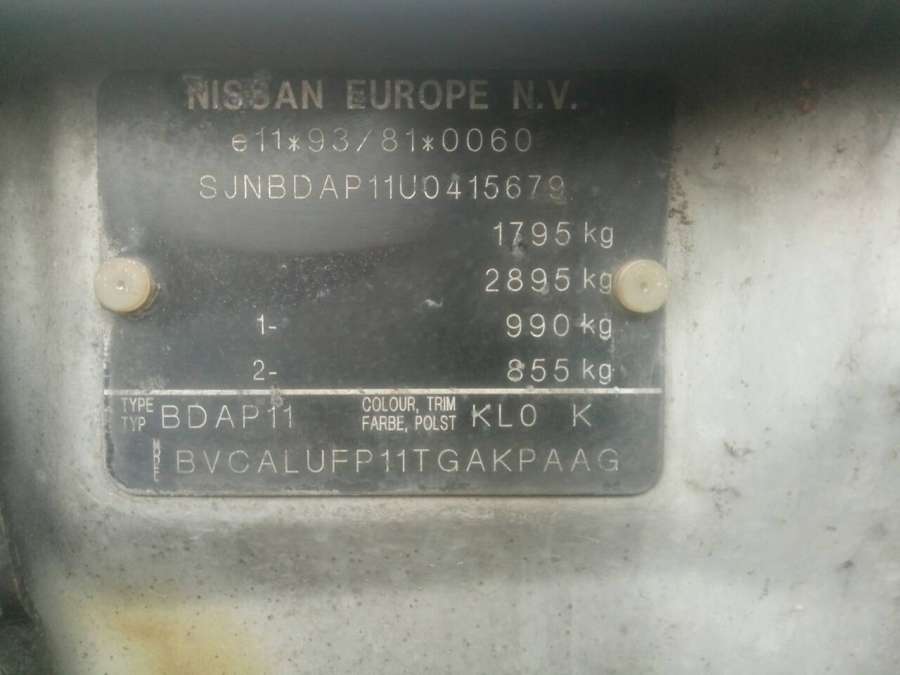 NISSAN EUROPE N.V.
e11*93/81*0060
SJNBDAP11U0415679
1795 kg
2895 kg
1- 990 kg
2- 855 kg
TYPE TYP BDAP11 COLOUR, TRIM FARBE, POLST KL0 K
BVCALUFP11TGAKPAAG